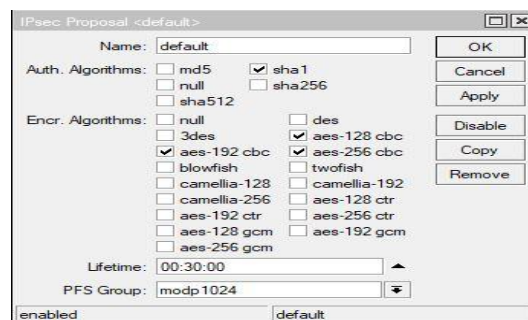 IPsec Proposal <default>
Name: default
OK
Auth. Algorithms: md5 sha1
Cancel
null sha256
sha512
Apply
Encr. Algorithms: null des
Disable
3des aes-128 cbc
aes-192 cbc aes-256 cbc
Copy
blowfish twofish
Remove
camellia-128 camellia-192
camellia-256 aes-128 ctr
aes-192 ctr aes-256 ctr
aes-128 gcm aes-192 gcm
aes-256 gcm
Lifetime: 00:30:00
PFS Group: modp1024
enabled default